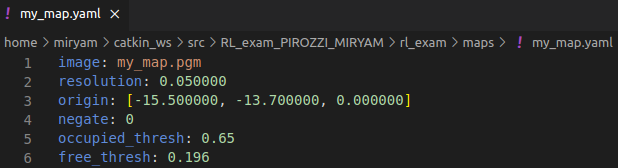 ! my_map.yaml ×
home > miryam > catkin_ws > src > RL_exam_PIROZZI_MIRYAM > rl_exam > maps > ! my_map.yaml
1 image: my_map.pgm
2 resolution: 0.050000
3 origin: [-15.500000, -13.700000, 0.000000]
4 negate: 0
5 occupied_thresh: 0.65
6 free_thresh: 0.196